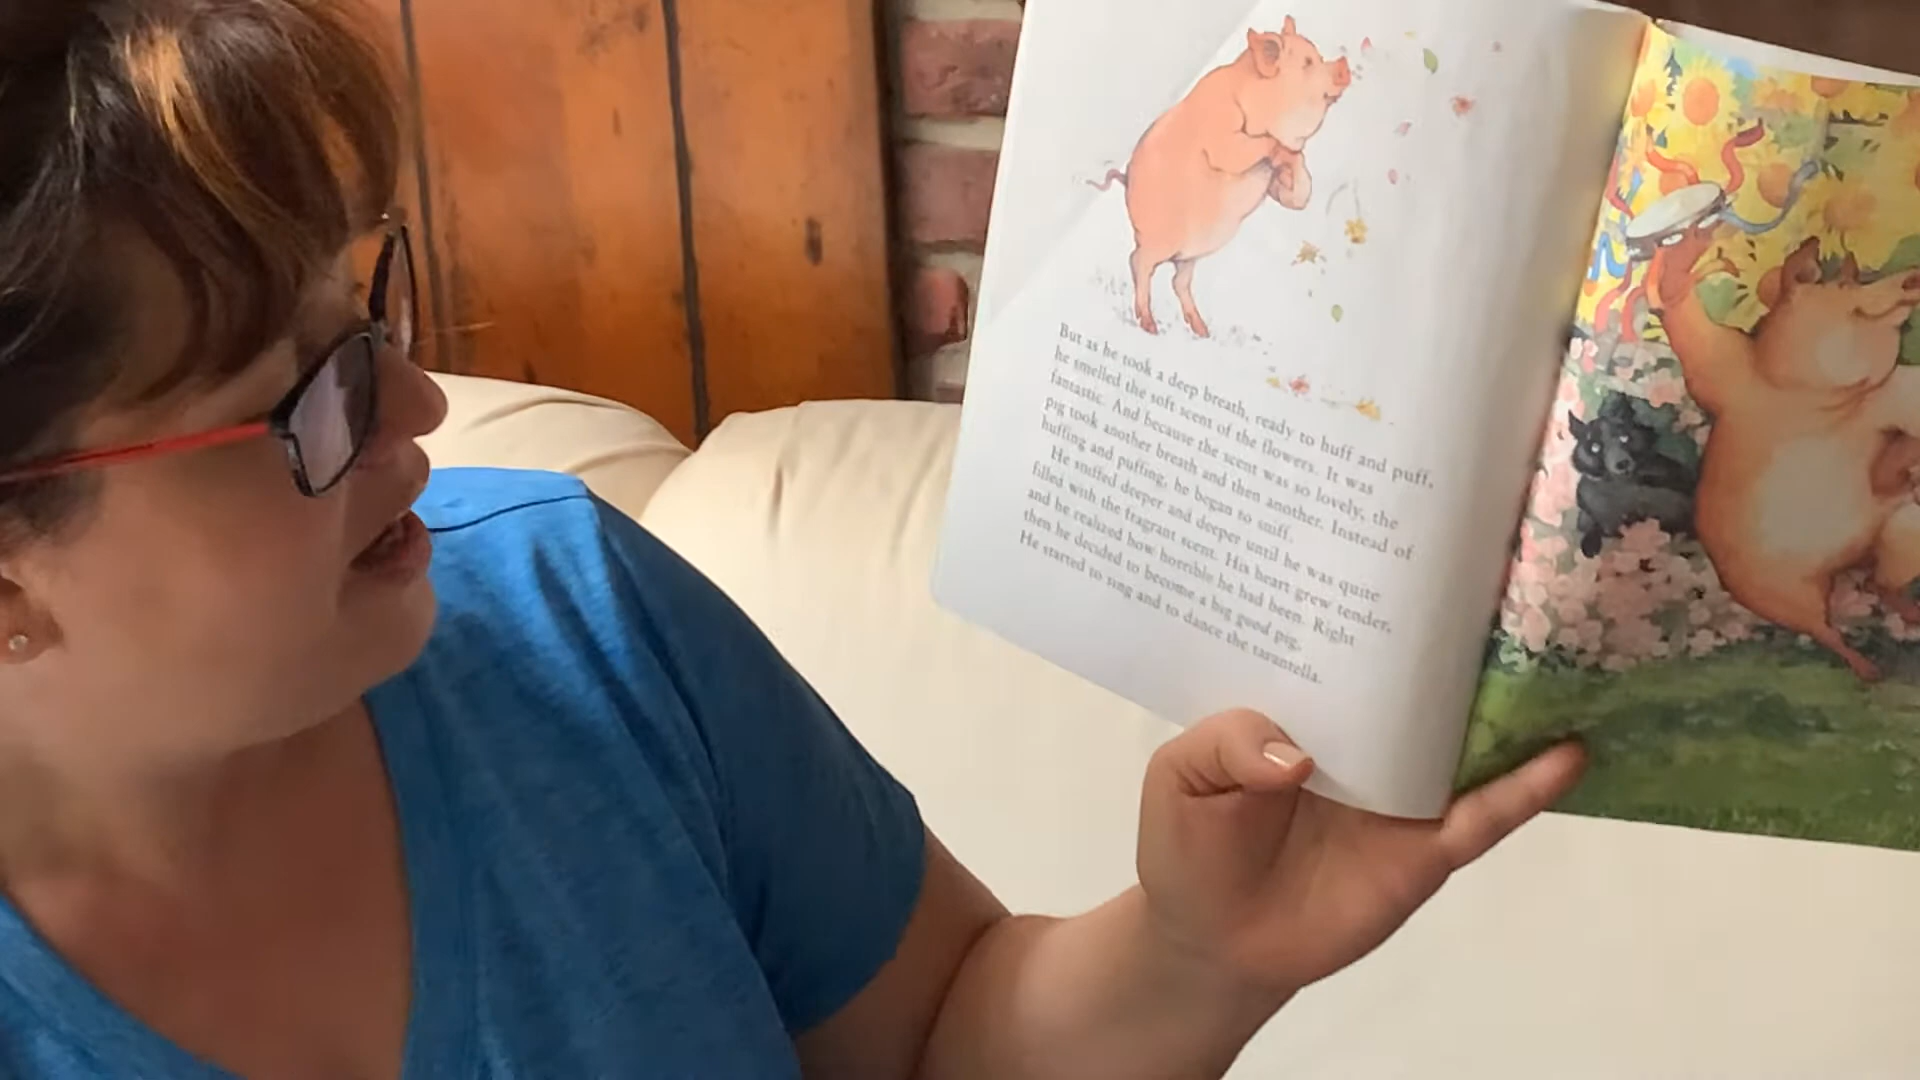 But as he took a deep breath, ready to huff and puff,
he smelled the soft scent of the flowers. It was
fantastic. And because the scent was so lovely, the
pig took another breath and then another. Instead of
huffing and puffing, he began to sniff.
He sniffed deeper and deeper until he was quite
filled with the fragrant scent. His heart grew tender,
and he realized how horrible he had been. Right
then he decided to become a big good pig.
He started to sing and to dance the tarantella.